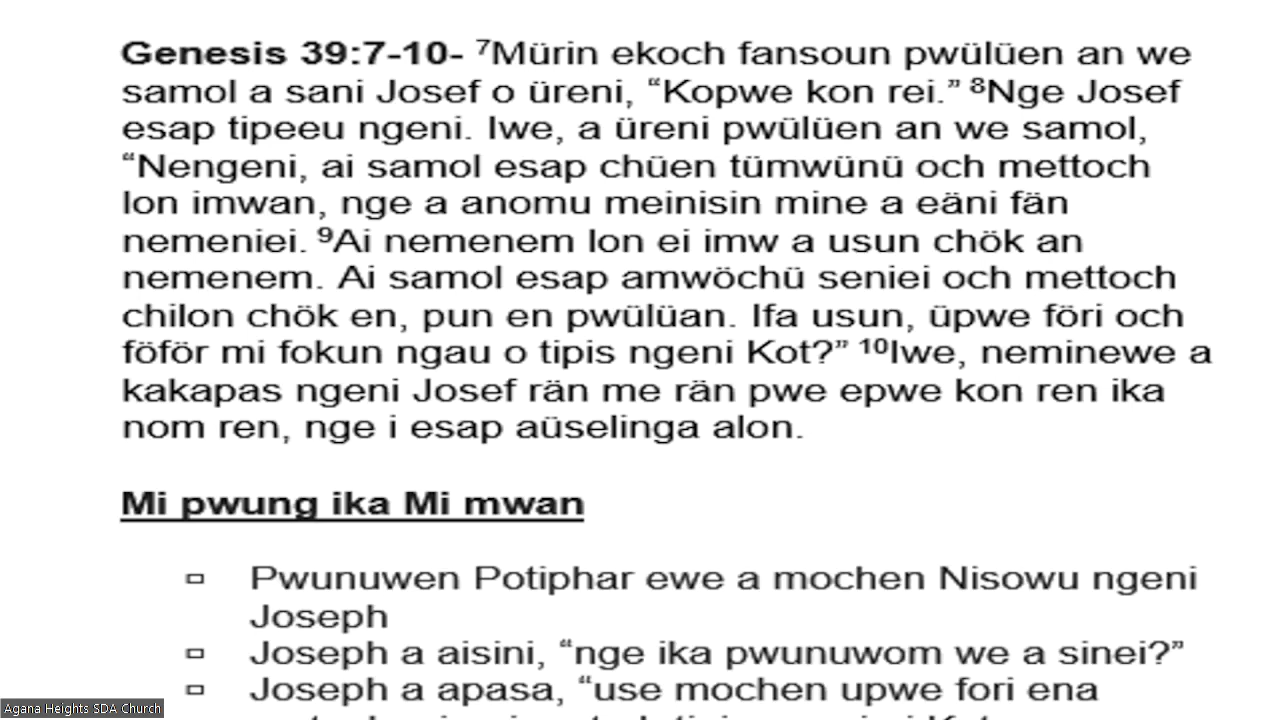 Genesis 39:7-10- ⁷Mürin ekoch fansoun pwülüen an we
samol a sani Josef o üreni, “Kopwe kon rei.” ⁸Nge Josef
esap tipeeu ngeni. Iwe, a üreni pwülüen an we samol,
“Nengeni, ai samol esap chüen tümwünü och mettoch
lon imwan, nge a anomu meinisin mine a eäni fän
nemeniei. ⁹Ai nemenem lon ei imw a usun chök an
nemenem. Ai samol esap amwöchü seniei och mettoch
chilon chök en, pun en pwülüan. Ifa usun, üpwe föri och
föför mi fokun ngau o tipis ngeni Kot?” ¹⁰Iwe, neminewe a
kakapas ngeni Josef rän me rän pwe epwe kon ren ika
nom ren, nge i esap aüselinga alon.
Mi pwung ika Mi mwan
Pwunuwen Potiphar ewe a mochen Nisowu ngeni
Joseph
Joseph a aisini, “nge ika pwunuwom we a sinei?”
Joseph a apasa, “use mochen upwe fori ena
Agana Heights SDA Church